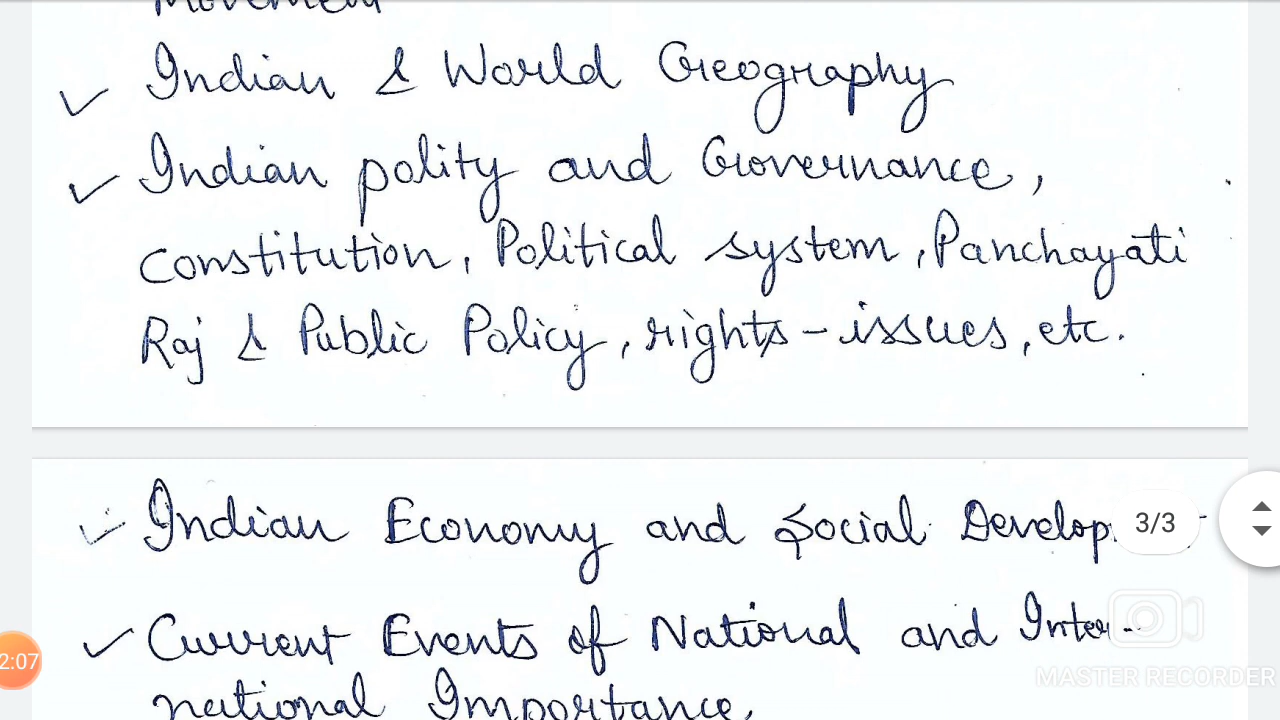 Movement
✓ Indian & World Geography
✓ Indian polity and Governance,
constitution, Political system, Panchayati
Raj & Public Policy, rights - issues, etc.
✓ Indian Economy and Social Develop
3/3
✓ Current Events of National and Inter-
national Importance.
2:07
MASTER RECORDER